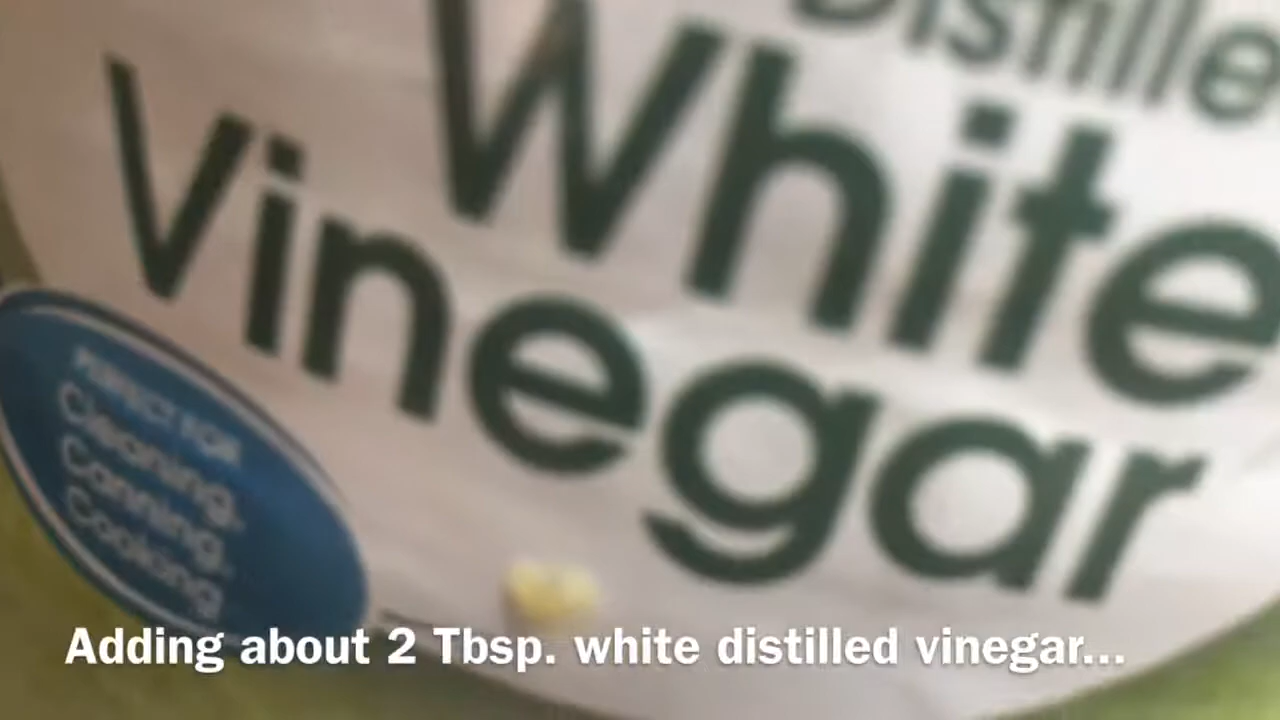 Distille
White
Vinegar
PERFECT FOR
Cleaning,
Canning,
Cooking
Adding about 2 Tbsp. white distilled vinegar...